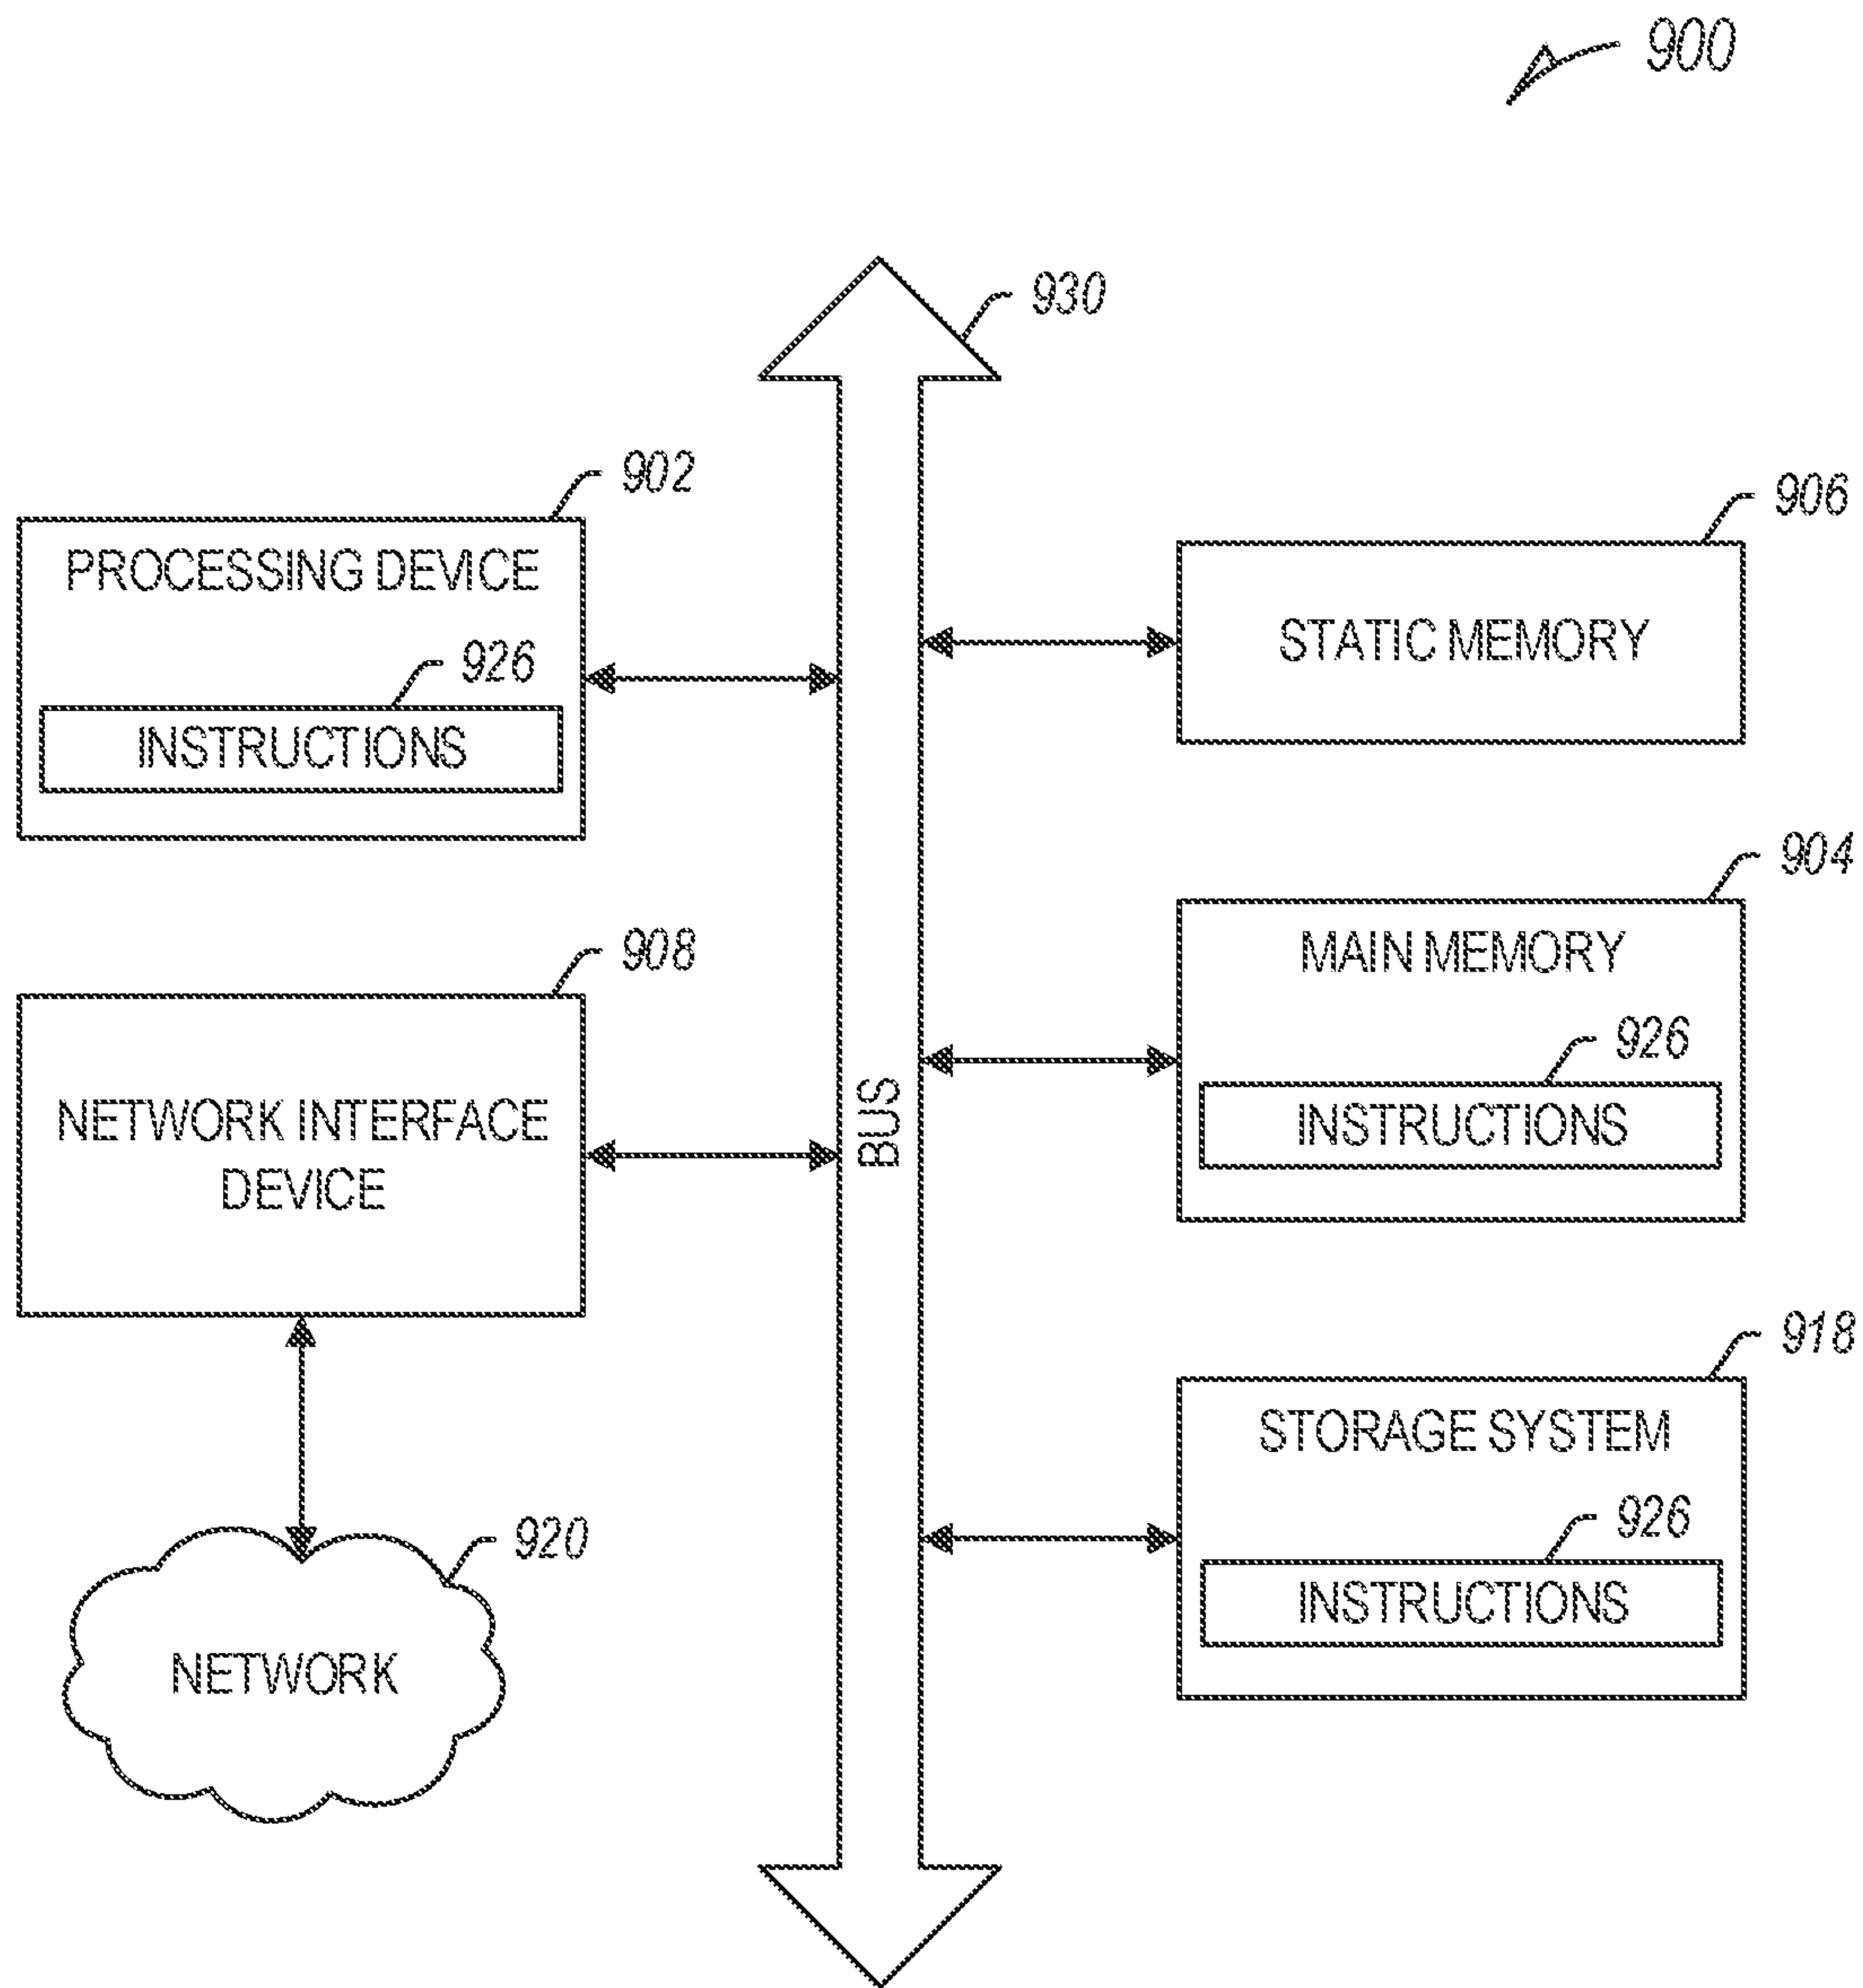 900
930
902
PROCESSING DEVICE
926
INSTRUCTIONS
906
STATIC MEMORY
904
MAIN MEMORY
926
INSTRUCTIONS
908
NETWORK INTERFACE
DEVICE
BUS
918
STORAGE SYSTEM
926
INSTRUCTIONS
920
NETWORK